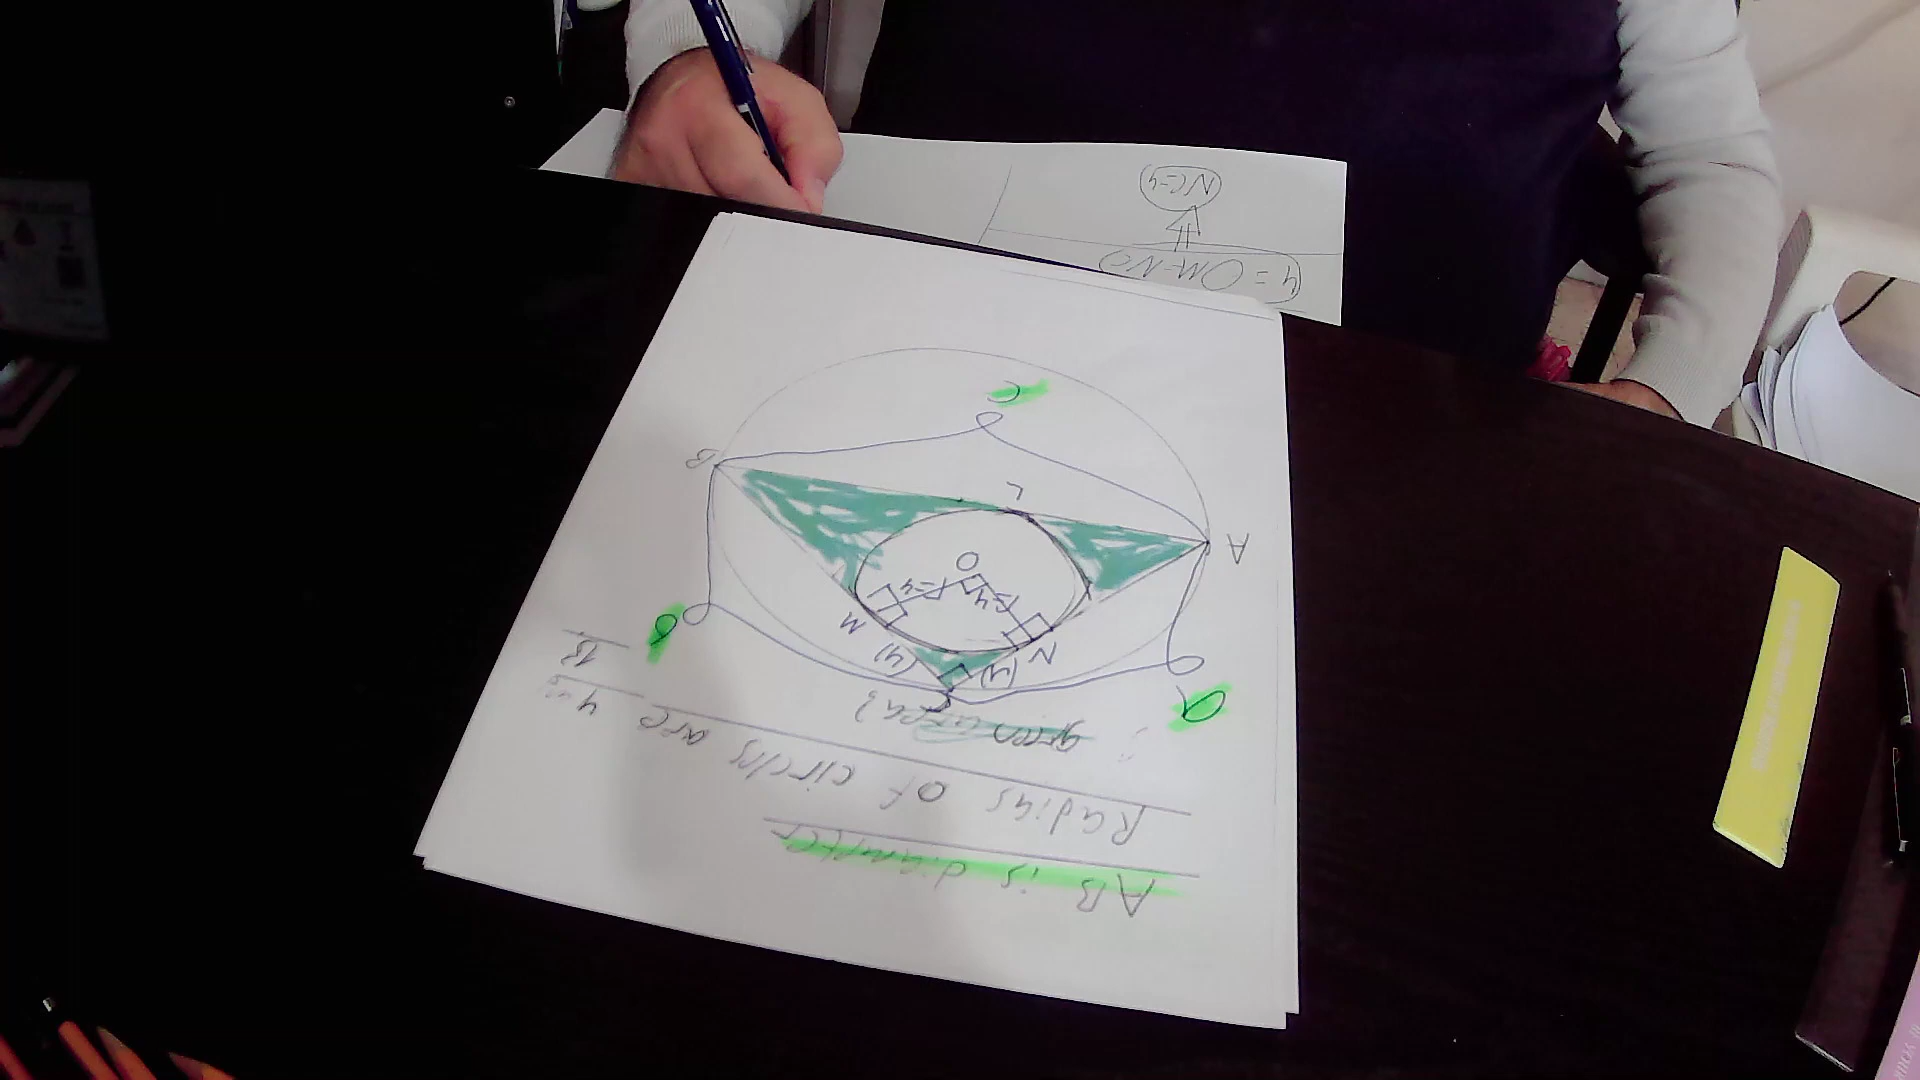 AB is diameter
Radius of circles are 4 and
13
green area?
A
B
L
O
M
N
=4
=4
(4)
(4)
a
b
c
4 = OM=NO
NC=4